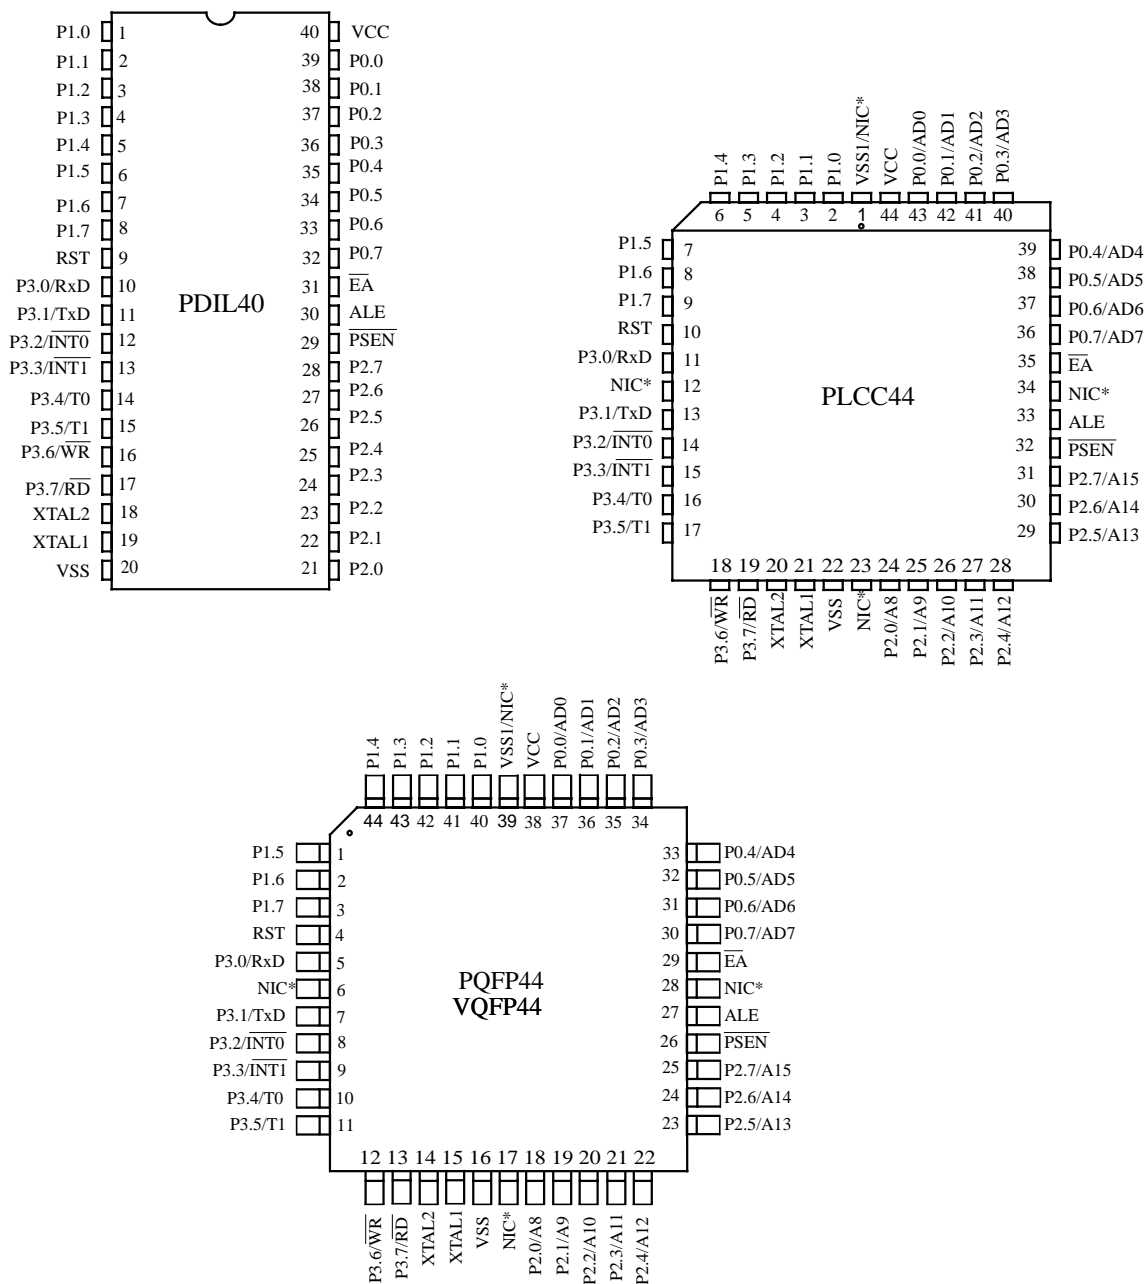 P1.0 1 40 VCC
P1.1 2 39 P0.0
P1.2 3 38 P0.1
P1.3 4 37 P0.2
P1.4 5 36 P0.3
P1.5 6 35 P0.4
P1.6 7 34 P0.5
P1.7 8 33 P0.6
RST 9 32 P0.7
P3.0/RxD 10 31 E̅A̅
P3.1/TxD 11 30 ALE
P3.2/I̅N̅T̅0̅ 12 29 P̅S̅E̅N̅
P3.3/I̅N̅T̅1̅ 13 28 P2.7
P3.4/T0 14 27 P2.6
P3.5/T1 15 26 P2.5
P3.6/W̅R̅ 16 25 P2.4
P3.7/R̅D̅ 17 24 P2.3
XTAL2 18 23 P2.2
XTAL1 19 22 P2.1
VSS 20 21 P2.0
PDIL40
P1.4 P1.3 P1.2 P1.1 P1.0 VSS1/NIC* VCC P0.0/AD0 P0.1/AD1 P0.2/AD2 P0.3/AD3
6 5 4 3 2 1 44 43 42 41 40
P1.5 7 39 P0.4/AD4
P1.6 8 38 P0.5/AD5
P1.7 9 37 P0.6/AD6
RST 10 36 P0.7/AD7
P3.0/RxD 11 35 E̅A̅
NIC* 12 34 NIC*
P3.1/TxD 13 33 ALE
P3.2/I̅N̅T̅0̅ 14 32 P̅S̅E̅N̅
P3.3/I̅N̅T̅1̅ 15 31 P2.7/A15
P3.4/T0 16 30 P2.6/A14
P3.5/T1 17 29 P2.5/A13
PLCC44
18 19 20 21 22 23 24 25 26 27 28
P3.6/W̅R̅ P3.7/R̅D̅ XTAL2 XTAL1 VSS NIC* P2.0/A8 P2.1/A9 P2.2/A10 P2.3/A11 P2.4/A12
P1.4 P1.3 P1.2 P1.1 P1.0 VSS1/NIC* VCC P0.0/AD0 P0.1/AD1 P0.2/AD2 P0.3/AD3
44 43 42 41 40 39 38 37 36 35 34
P1.5 1 33 P0.4/AD4
P1.6 2 32 P0.5/AD5
P1.7 3 31 P0.6/AD6
RST 4 30 P0.7/AD7
P3.0/RxD 5 29 E̅A̅
NIC* 6 28 NIC*
P3.1/TxD 7 27 ALE
P3.2/I̅N̅T̅0̅ 8 26 P̅S̅E̅N̅
P3.3/I̅N̅T̅1̅ 9 25 P2.7/A15
P3.4/T0 10 24 P2.6/A14
P3.5/T1 11 23 P2.5/A13
PQFP44
VQFP44
12 13 14 15 16 17 18 19 20 21 22
P3.6/W̅R̅ P3.7/R̅D̅ XTAL2 XTAL1 VSS NIC* P2.0/A8 P2.1/A9 P2.2/A10 P2.3/A11 P2.4/A12